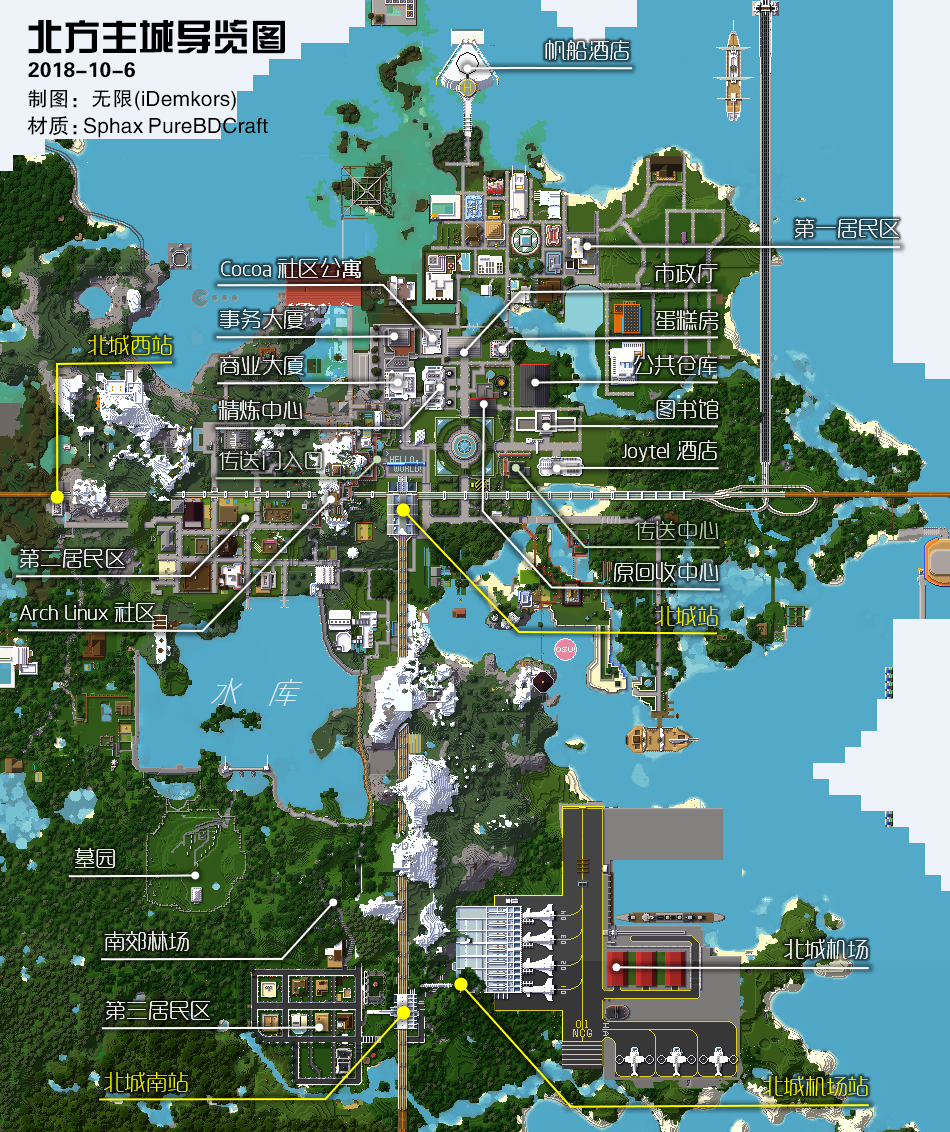 北方主城导览图
2018-10-6
制图：无限(iDemkors)
材质：Sphax PureBDCraft
帆船酒店
第一居民区
Cocoa 社区公寓
市政厅
事务大厦
蛋糕房
北城西站
商业大厦
公共仓库
精炼中心
图书馆
传送门入口
Joytel 酒店
HELLO,
WORLD!
传送中心
第二居民区
原回收中心
Arch Linux 社区
北城站
osu!
水 库
墓园
南郊林场
北城机场
第三居民区
01
NCG
北城南站
北城机场站